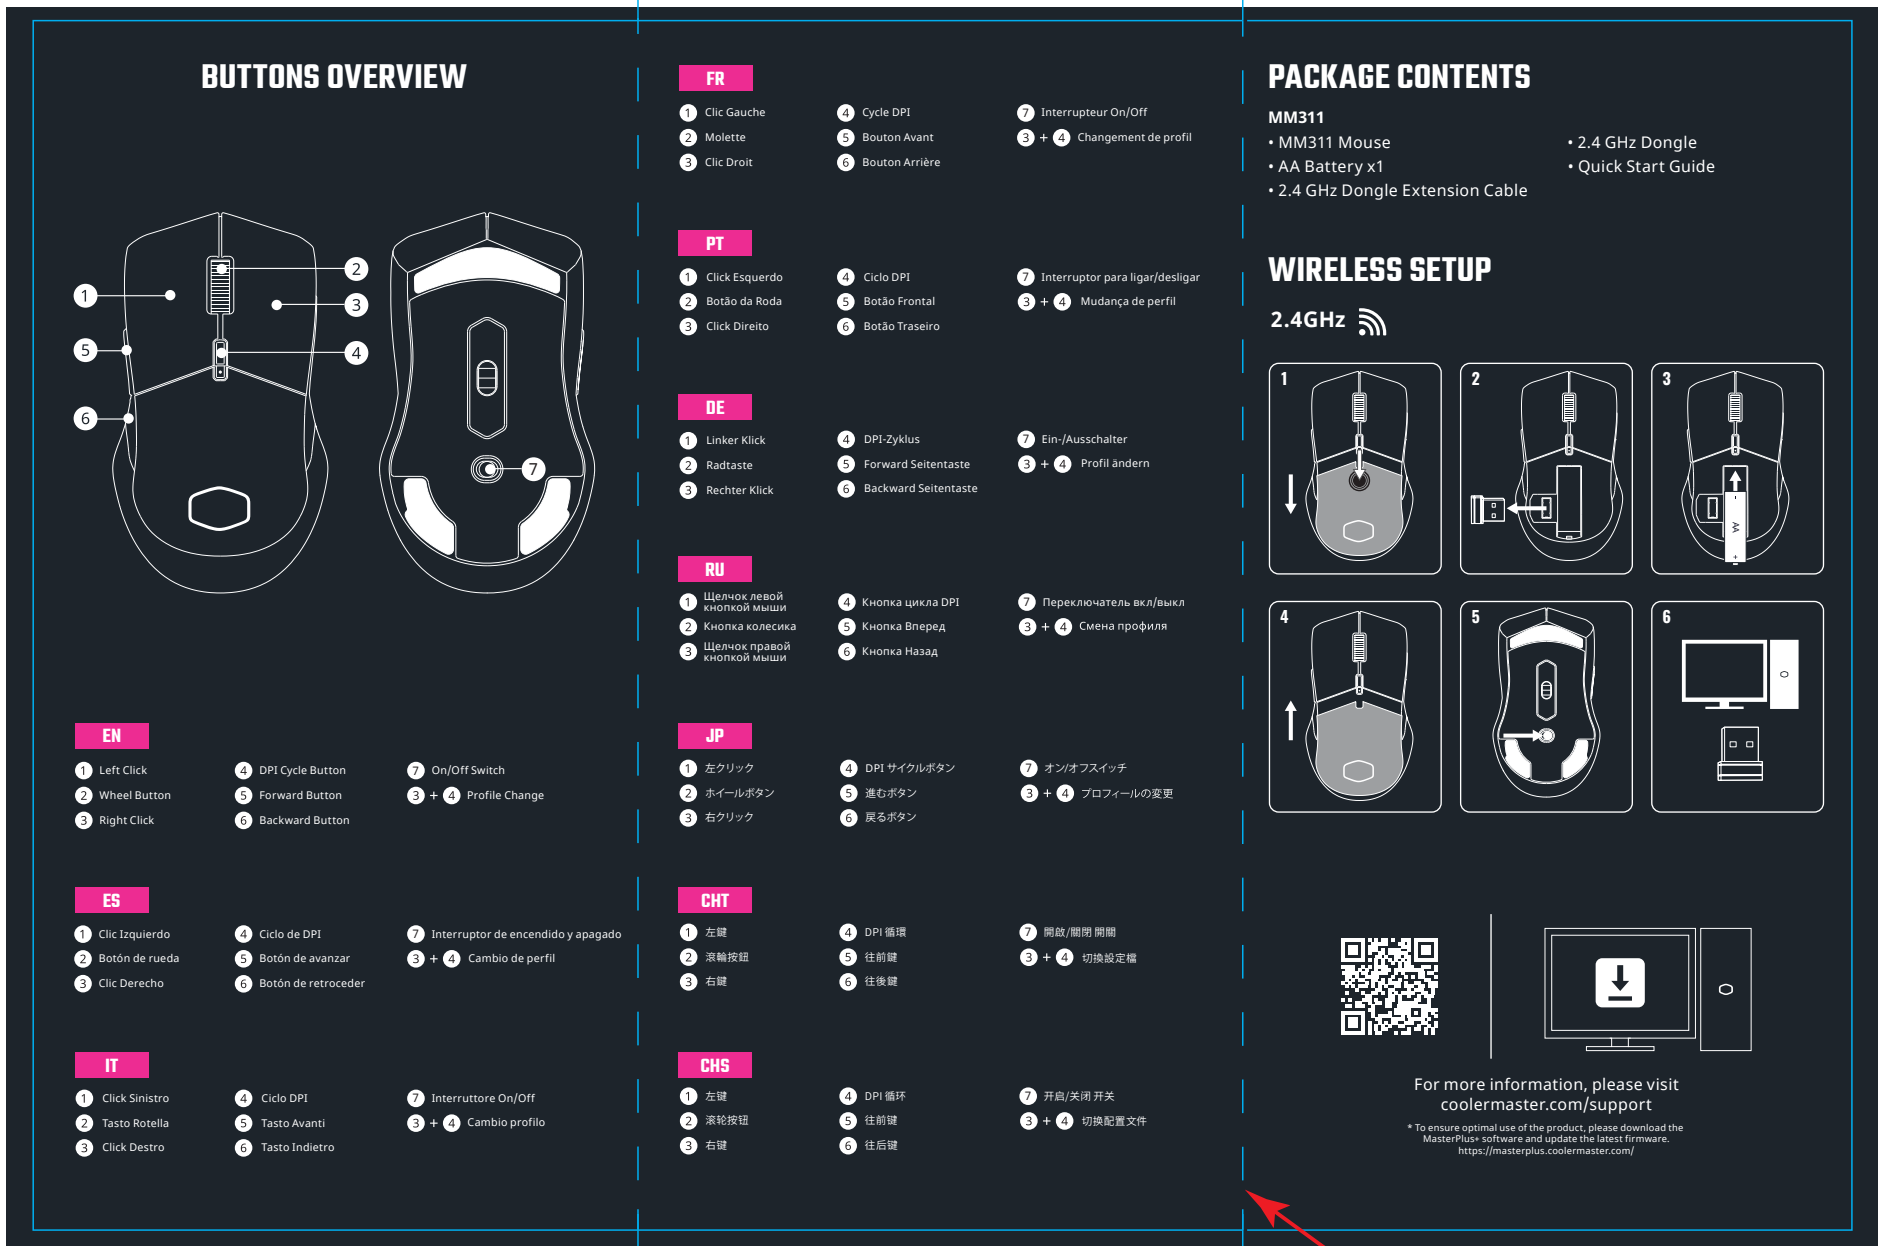 BUTTONS OVERVIEW
1
2
3
4
5
6
7
EN
1 Left Click
2 Wheel Button
3 Right Click
4 DPI Cycle Button
5 Forward Button
6 Backward Button
7 On/Off Switch
3 + 4 Profile Change
ES
1 Clic Izquierdo
2 Botón de rueda
3 Clic Derecho
4 Ciclo de DPI
5 Botón de avanzar
6 Botón de retroceder
7 Interruptor de encendido y apagado
3 + 4 Cambio de perfil
IT
1 Click Sinistro
2 Tasto Rotella
3 Click Destro
4 Ciclo DPI
5 Tasto Avanti
6 Tasto Indietro
7 Interruttore On/Off
3 + 4 Cambio profilo
FR
1 Clic Gauche
2 Molette
3 Clic Droit
4 Cycle DPI
5 Bouton Avant
6 Bouton Arrière
7 Interrupteur On/Off
3 + 4 Changement de profil
PT
1 Click Esquerdo
2 Botão da Roda
3 Click Direito
4 Ciclo DPI
5 Botão Frontal
6 Botão Traseiro
7 Interruptor para ligar/desligar
3 + 4 Mudança de perfil
DE
1 Linker Klick
2 Radtaste
3 Rechter Klick
4 DPI-Zyklus
5 Forward Seitentaste
6 Backward Seitentaste
7 Ein-/Ausschalter
3 + 4 Profil ändern
RU
1 Щелчок левой
кнопкой мыши
2 Кнопка колесика
3 Щелчок правой
кнопкой мыши
4 Кнопка цикла DPI
5 Кнопка Вперед
6 Кнопка Назад
7 Переключатель вкл/выкл
3 + 4 Смена профиля
JP
1 左クリック
2 ホイールボタン
3 右クリック
4 DPI サイクルボタン
5 進むボタン
6 戻るボタン
7 オン/オフスイッチ
3 + 4 プロフィールの変更
CHT
1 左鍵
2 滾輪按鈕
3 右鍵
4 DPI 循環
5 往前鍵
6 往後鍵
7 開啟/關閉 開關
3 + 4 切換設定檔
CHS
1 左键
2 滚轮按钮
3 右键
4 DPI 循环
5 往前键
6 往后键
7 开启/关闭 开关
3 + 4 切换配置文件
PACKAGE CONTENTS
MM311
• MM311 Mouse
• AA Battery x1
• 2.4 GHz Dongle Extension Cable
• 2.4 GHz Dongle
• Quick Start Guide
WIRELESS SETUP
2.4GHz
1
2
3
AA
- +
4
5
6
For more information, please visit
coolermaster.com/support
* To ensure optimal use of the product, please download the
MasterPlus+ software and update the latest firmware.
https://masterplus.coolermaster.com/